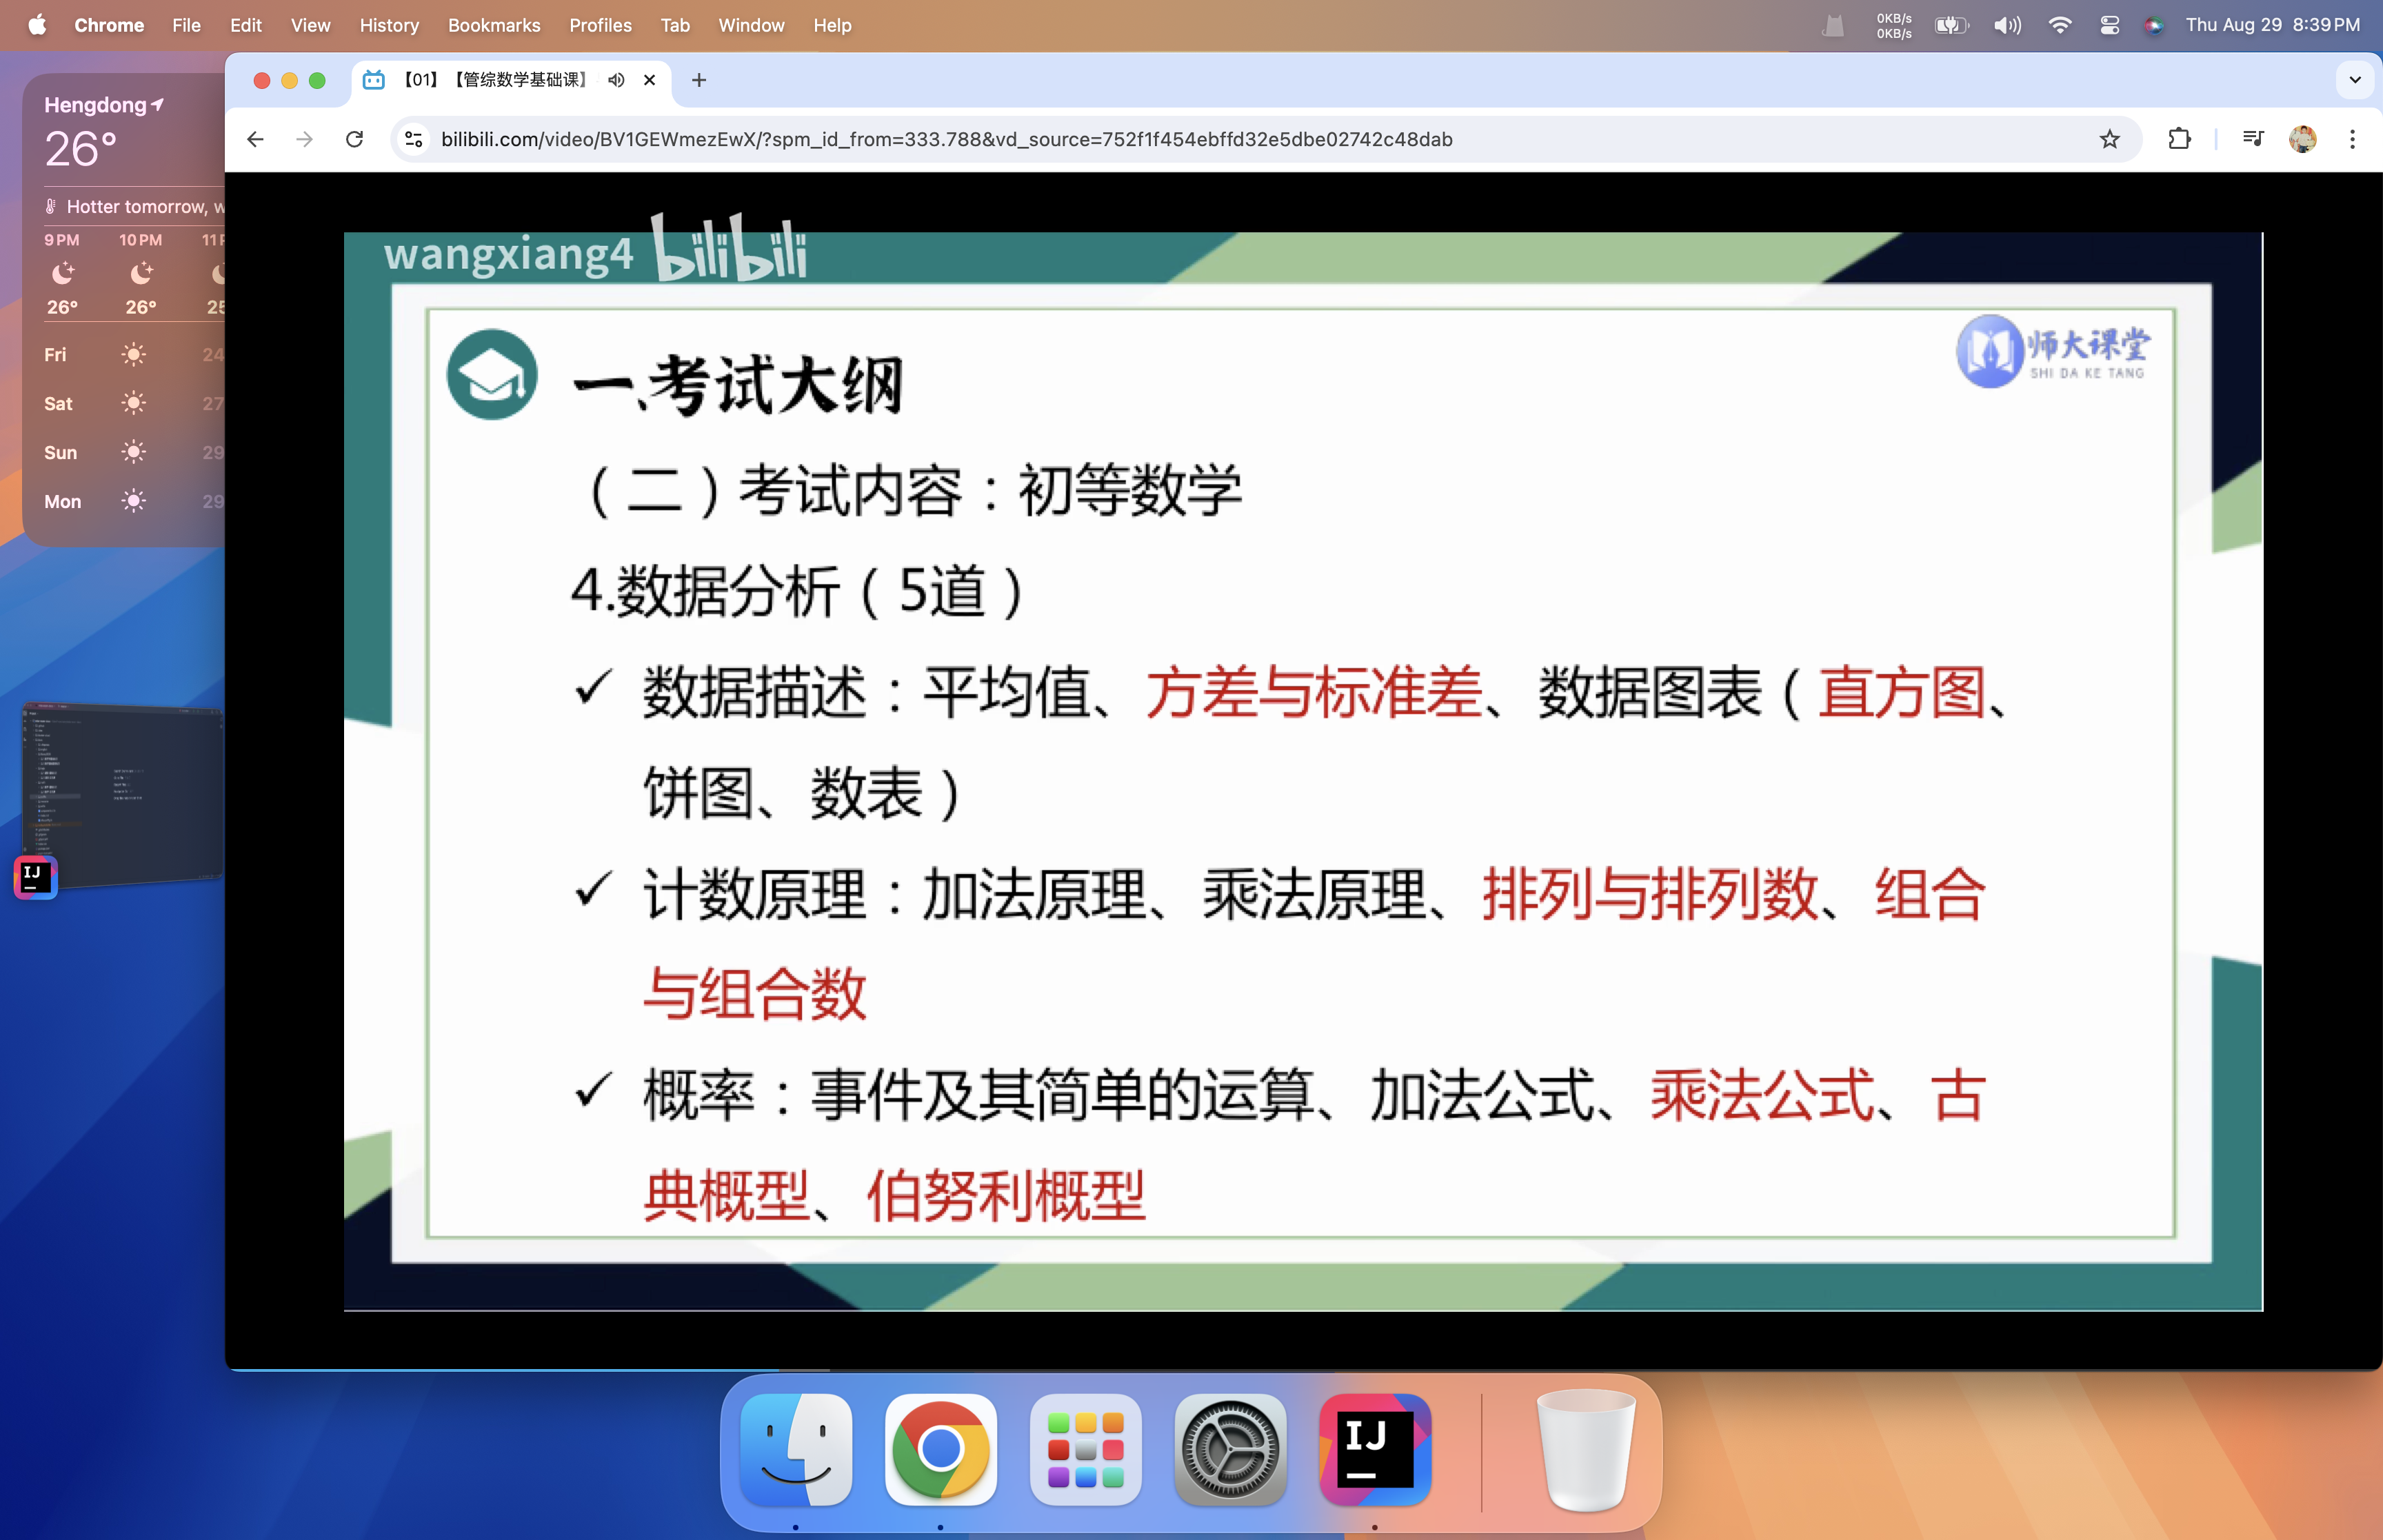 Chrome File Edit View History Bookmarks Profiles Tab Window Help
0KB/s
0KB/s
Thu Aug 29 8:39 PM
Hengdong
26°
Hotter tomorrow, w
9 PM 10 PM 11 P
26° 26° 25
Fri 24
Sat 27
Sun 29
Mon 29
【01】【管综数学基础课】
bilibili.com/video/BV1GEWmezEwX/?spm_id_from=333.788&vd_source=752f1f454ebffd32e5dbe02742c48dab
wangxiang4 bilibili
师大课堂
SHI DA KE TANG
一、考试大纲
（二）考试内容：初等数学
4.数据分析（5道）
✓ 数据描述：平均值、方差与标准差、数据图表（直方图、
饼图、数表）
✓ 计数原理：加法原理、乘法原理、排列与排列数、组合
与组合数
✓ 概率：事件及其简单的运算、加法公式、乘法公式、古
典概型、伯努利概型
IJ
IJ